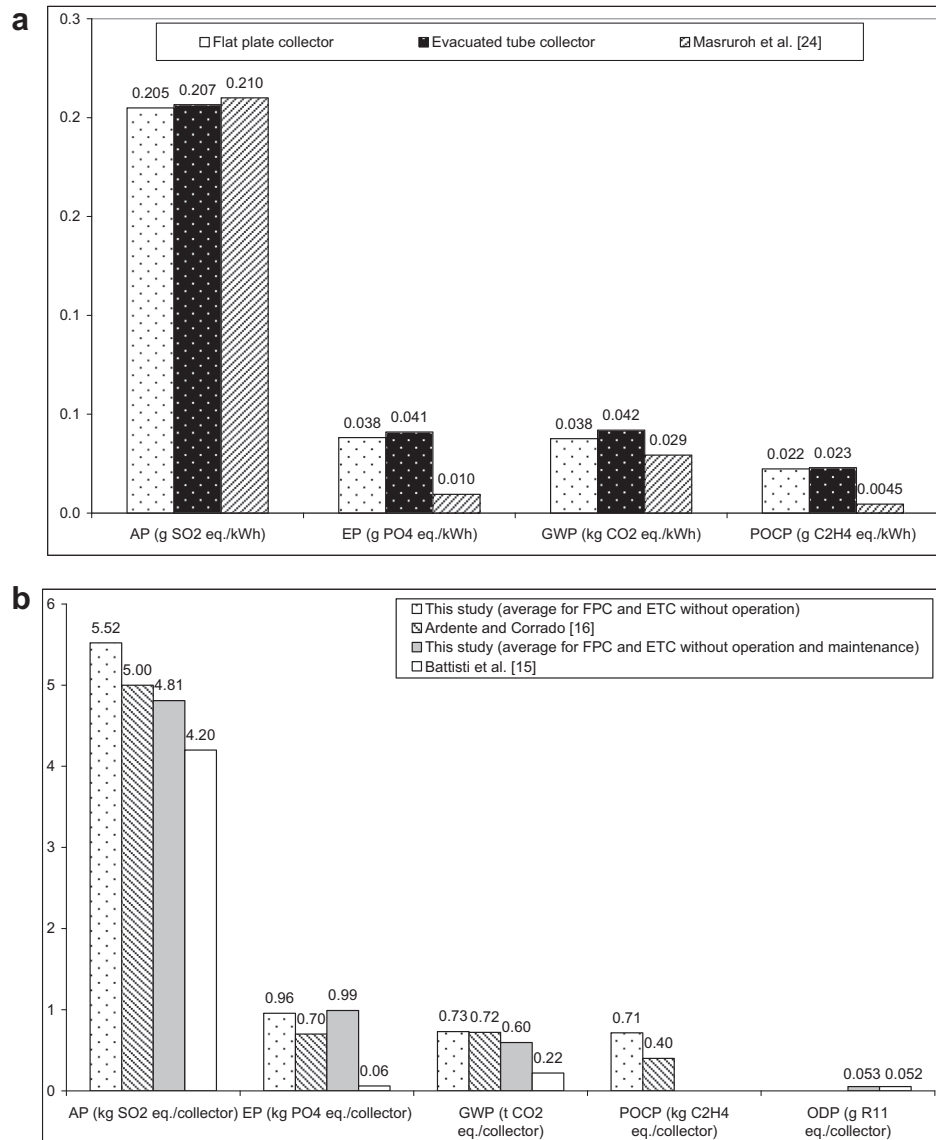 a
0.3
Flat plate collector Evacuated tube collector Masruroh et al. [24]
0.205 0.207 0.210
0.2
0.2
0.1
0.1
0.038 0.041 0.010 0.038 0.042 0.029 0.022 0.023 0.0045
0.0
AP (g SO2 eq./kWh) EP (g PO4 eq./kWh) GWP (kg CO2 eq./kWh) POCP (g C2H4 eq./kWh)
b
6
This study (average for FPC and ETC without operation)
Ardente and Corrado [16]
This study (average for FPC and ETC without operation and maintenance)
Battisti et al. [15]
5.52 5.00 4.81 4.20
5
4
3
2
1
0.96 0.70 0.99 0.06 0.73 0.72 0.60 0.22 0.71 0.40 0.053 0.052
0
AP (kg SO2 eq./collector) EP (kg PO4 eq./collector) GWP (t CO2 POCP (kg C2H4 ODP (g R11
eq./collector) eq./collector) eq./collector)